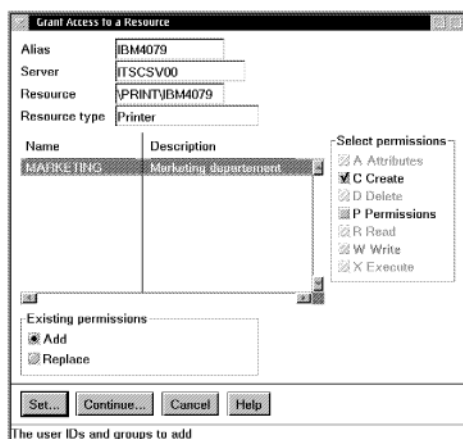 Grant Access to a Resource
Alias IBM4079
Server ITSCSV00
Resource \PRINT\IBM4079
Resource type Printer
Name Description
MARKETING Marketing departement
Select permissions
A Attributes
C Create
D Delete
P Permissions
R Read
W Write
X Execute
Existing permissions
Add
Replace
Set... Continue... Cancel Help
The user IDs and groups to add